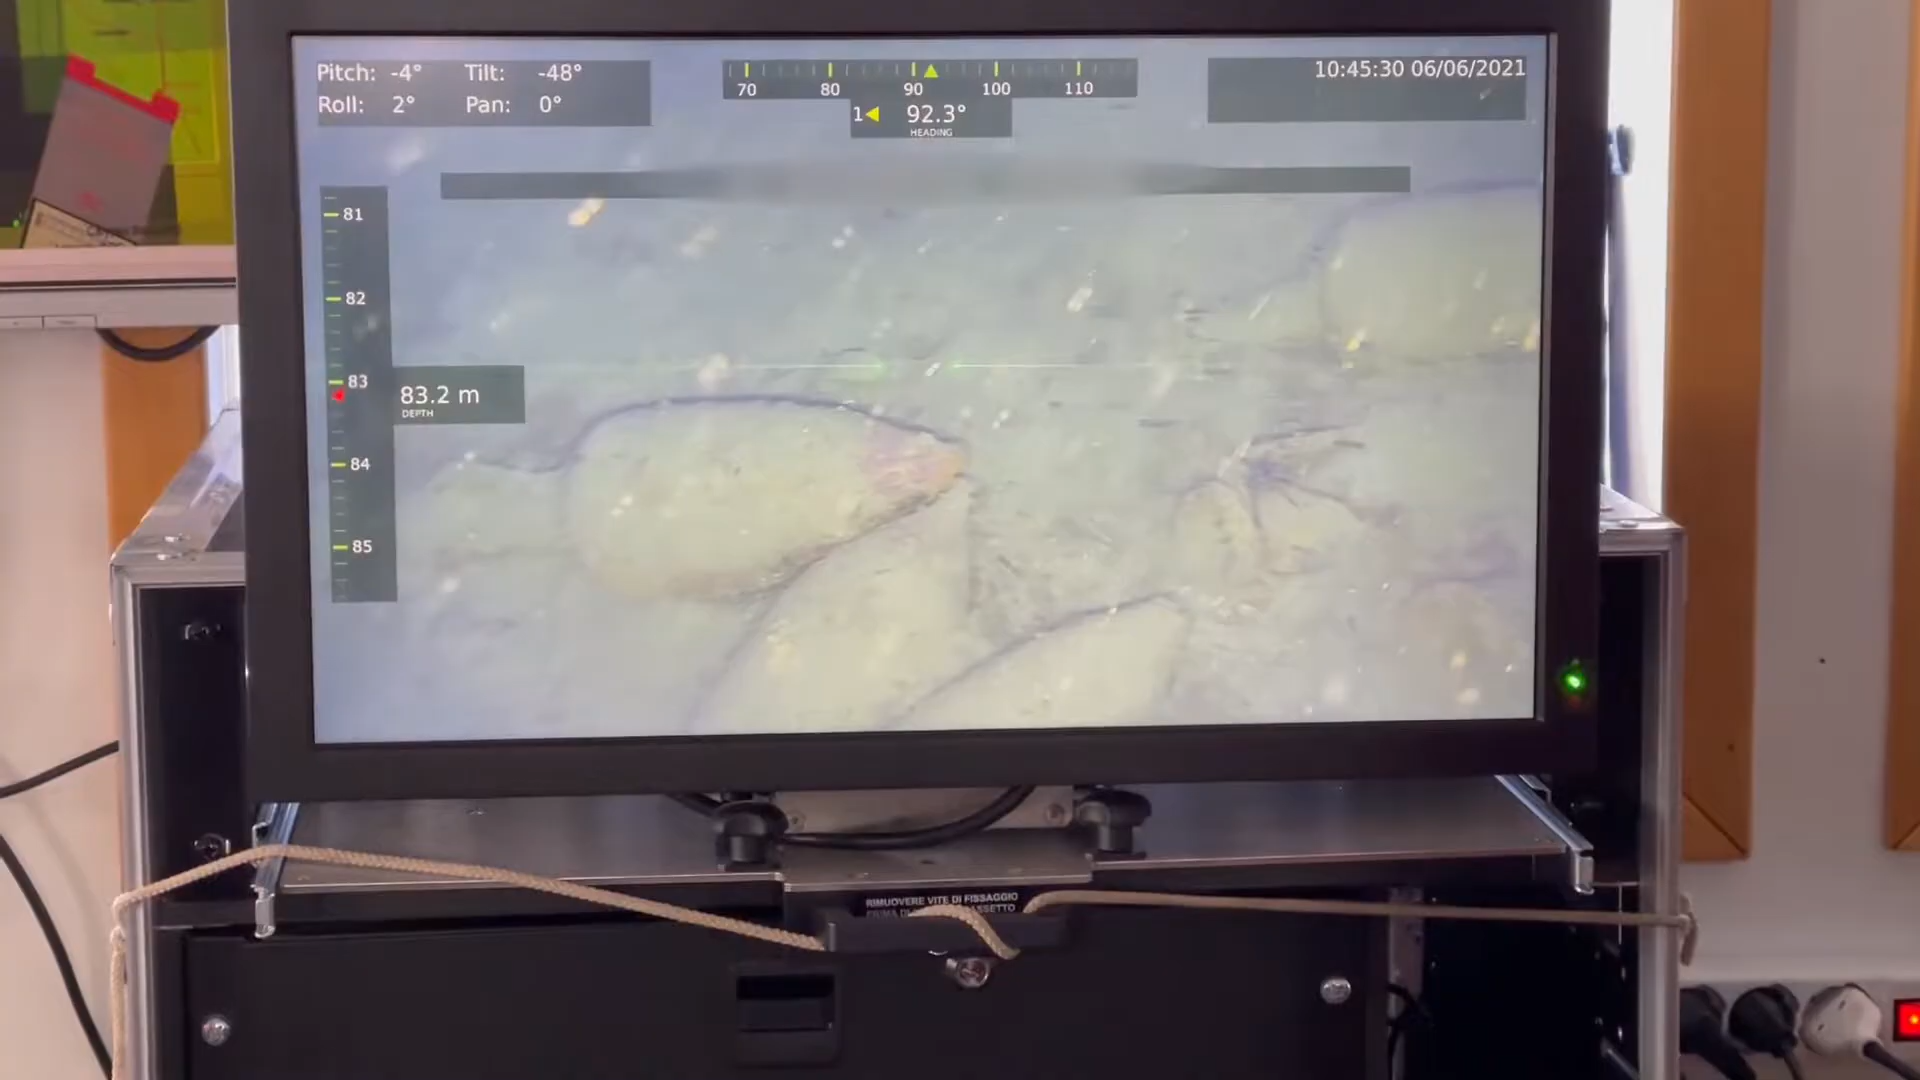 Pitch: -4° Tilt: -48°
Roll: 2° Pan: 0°
70 80 90 100 110
1 92.3°
HEADING
10:45:30 06/06/2021
81
82
83
83.2 m
DEPTH
84
85
RIMUOVERE VITE DI FISSAGGIO
PRIMA